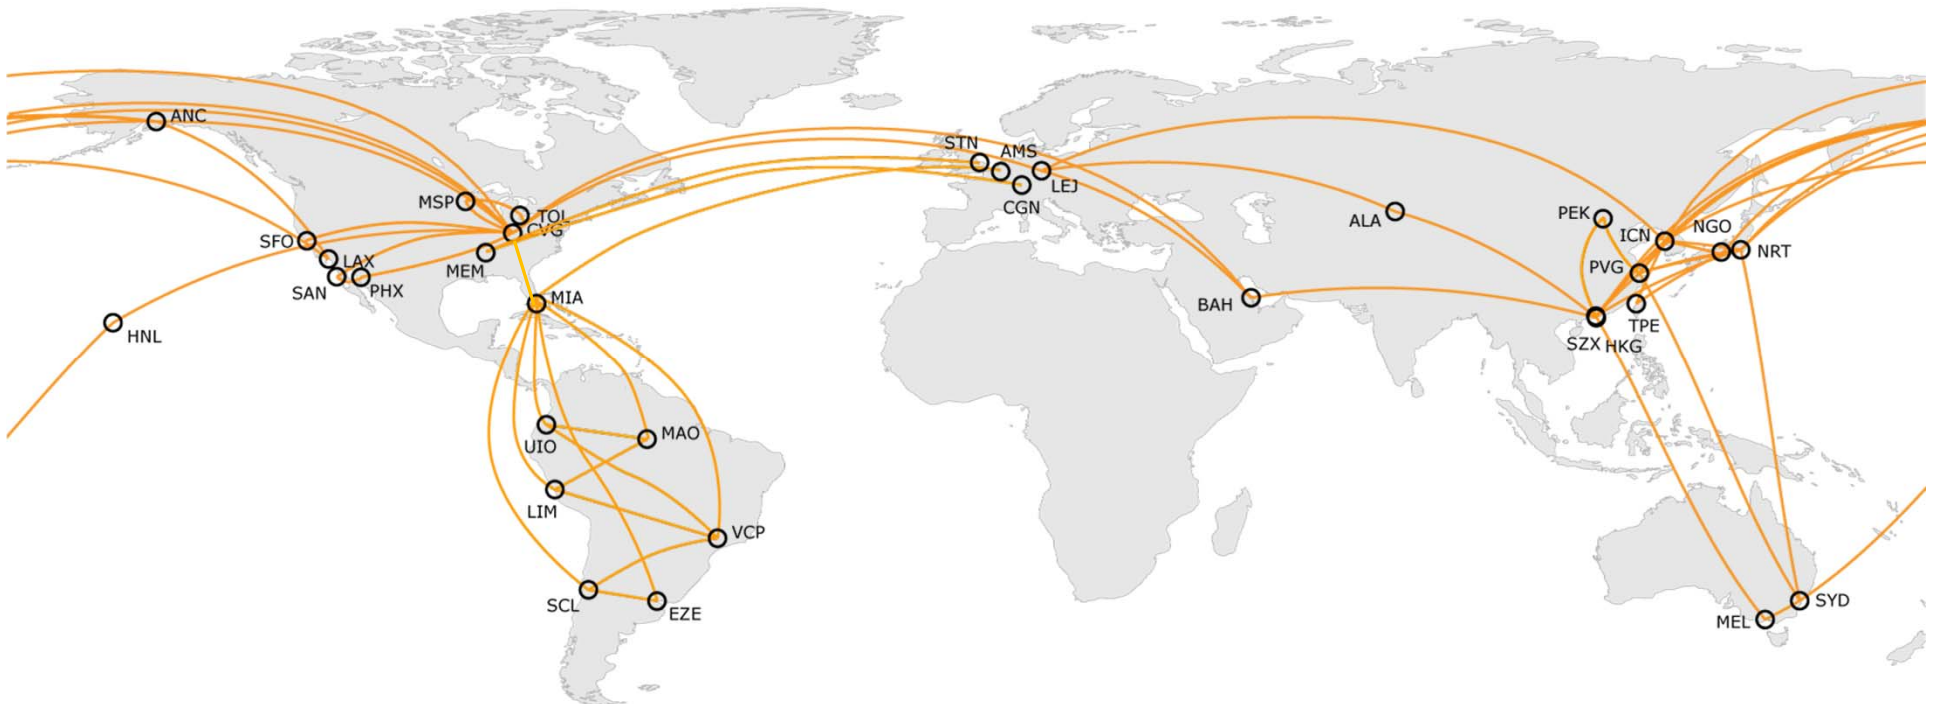 ANC
STN
AMS
LEJ
CGN
MSP
TOL
CVG
SFO
LAX
MEM
SAN
PHX
MIA
HNL
ALA
PEK
ICN
NGO
NRT
PVG
BAH
TPE
SZX
HKG
UIO
MAO
LIM
VCP
SCL
EZE
SYD
MEL